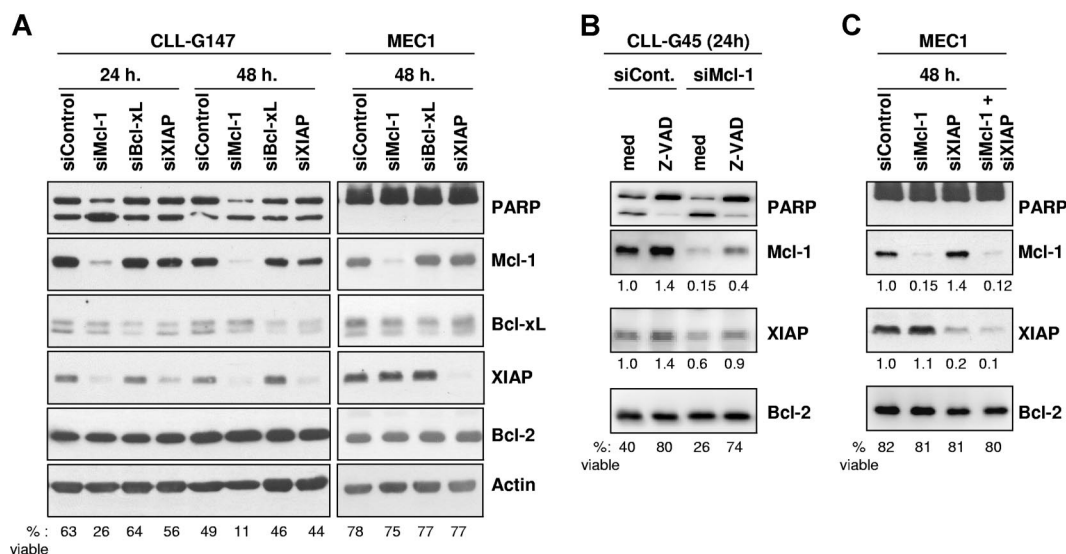 A
CLL-G147
MEC1
24 h.
48 h.
48 h.
siControl
siMcl-1
siBcl-xL
siXIAP
siControl
siMcl-1
siBcl-xL
siXIAP
siControl
siMcl-1
siBcl-xL
siXIAP
PARP
Mcl-1
Bcl-xL
XIAP
Bcl-2
Actin
% : 63 26 64 56 49 11 46 44 78 75 77 77
viable
B
CLL-G45 (24h)
siCont. siMcl-1
med
Z-VAD
med
Z-VAD
PARP
Mcl-1
1.0 1.4 0.15 0.4
XIAP
1.0 1.4 0.6 0.9
Bcl-2
%: 40 80 26 74
viable
C
MEC1
48 h.
siControl
siMcl-1
siXIAP
siMcl-1 +
siXIAP
PARP
Mcl-1
1.0 0.15 1.4 0.12
XIAP
1.0 1.1 0.2 0.1
Bcl-2
%: 82 81 81 80
viable